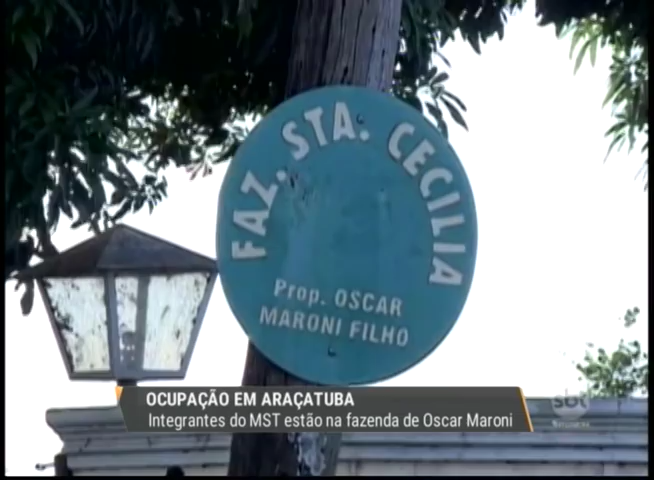 FAZ. STA. CECILIA
Prop. OSCAR
MARONI FILHO
OCUPAÇÃO EM ARAÇATUBA
Integrantes do MST estão na fazenda de Oscar Maroni
sbt